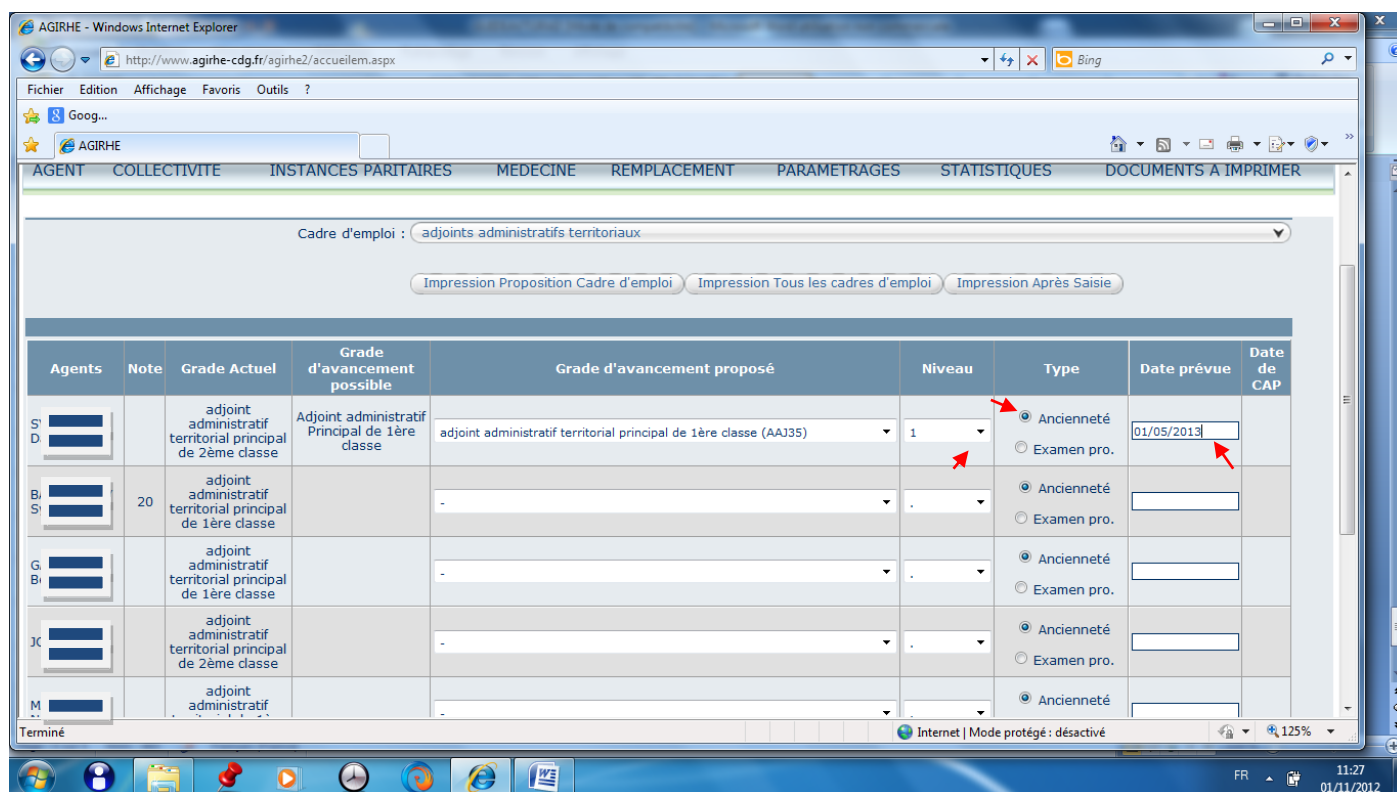 AGIRHE - Windows Internet Explorer
http://www.agirhe-cdg.fr/agirhe2/accueilem.aspx
Bing
Fichier Edition Affichage Favoris Outils ?
Goog...
AGIRHE
AGENT COLLECTIVITE INSTANCES PARITAIRES MEDECINE REMPLACEMENT PARAMETRAGES STATISTIQUES DOCUMENTS A IMPRIMER
Cadre d'emploi : adjoints administratifs territoriaux
Impression Proposition Cadre d'emploi Impression Tous les cadres d'emploi Impression Après Saisie
Agents Note Grade Actuel Grade d'avancement possible Grade d'avancement proposé Niveau Type Date prévue Date de CAP
adjoint administratif territorial principal de 2ème classe
Adjoint administratif Principal de 1ère classe
adjoint administratif territorial principal de 1ère classe (AAJ35)
1
Ancienneté
Examen pro.
01/05/2013
20
adjoint administratif territorial principal de 1ère classe
-
.
Ancienneté
Examen pro.
adjoint administratif territorial principal de 1ère classe
-
.
Ancienneté
Examen pro.
adjoint administratif territorial principal de 2ème classe
-
.
Ancienneté
Examen pro.
adjoint administratif
-
.
Ancienneté
Terminé
Internet | Mode protégé : désactivé
125%
FR
11:27
01/11/2012